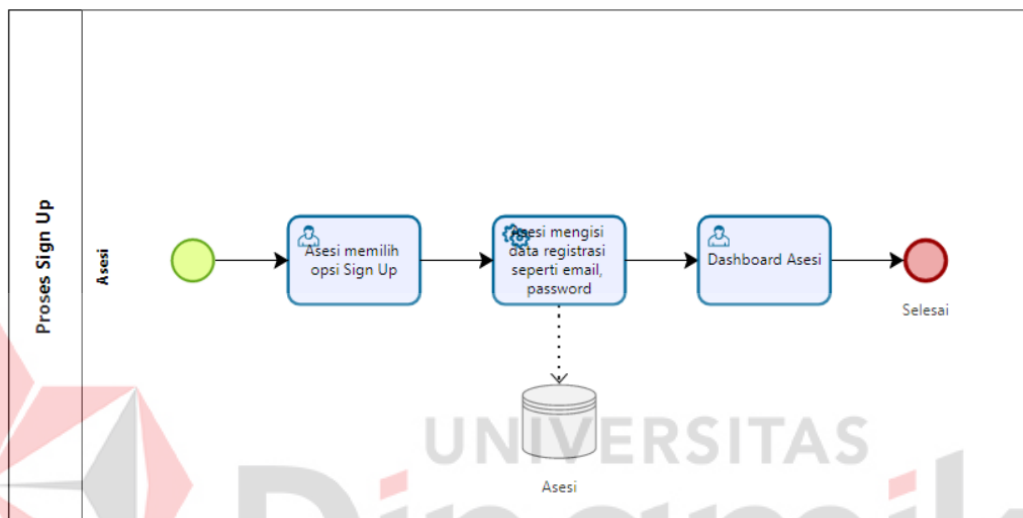 Proses Sign Up
Asesi
Asesi memilih
opsi Sign Up
Asesi mengisi
data registrasi
seperti email,
password
Dashboard Asesi
Selesai
Asesi
UNIVERSITAS
Dinamika